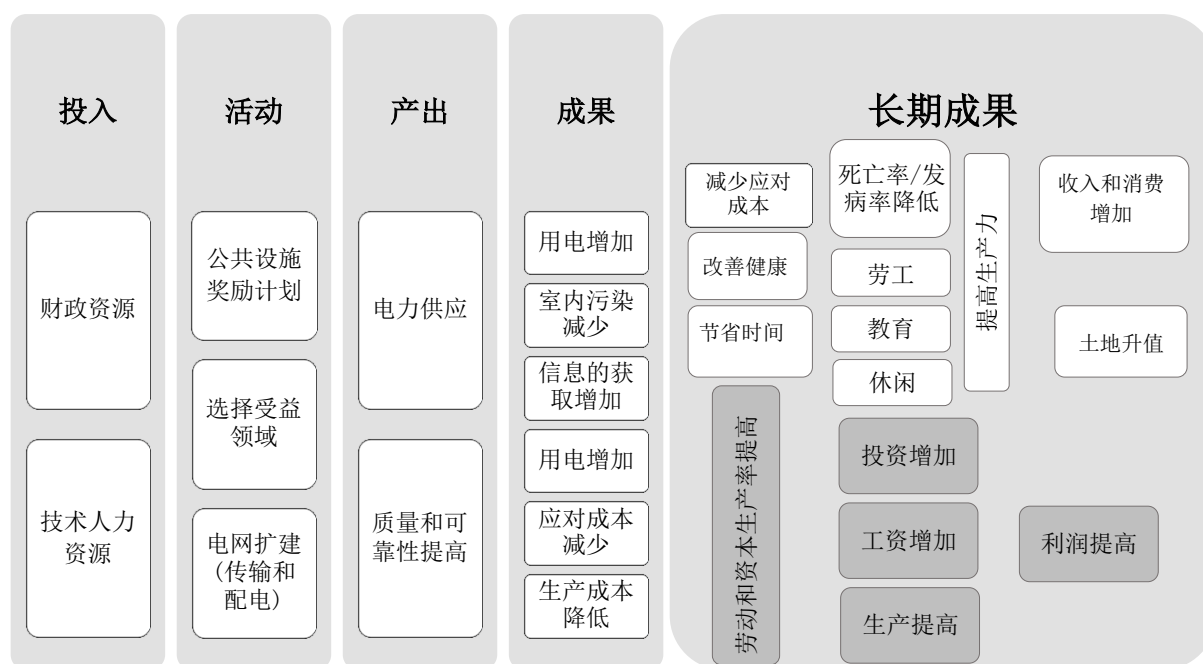 投入
财政资源
技术人力
资源
活动
公共设施
奖励计划
选择受益
领域
电网扩建
(传输和
配电)
产出
电力供应
质量和可
靠性提高
成果
用电增加
室内污染
减少
信息的获
取增加
用电增加
应对成本
减少
生产成本
降低
长期成果
减少应对
成本
改善健康
节省时间
劳动和资本生产率提高
死亡率/发
病率降低
劳工
教育
休闲
投资增加
工资增加
生产提高
提高生产力
收入和消费
增加
土地升值
利润提高